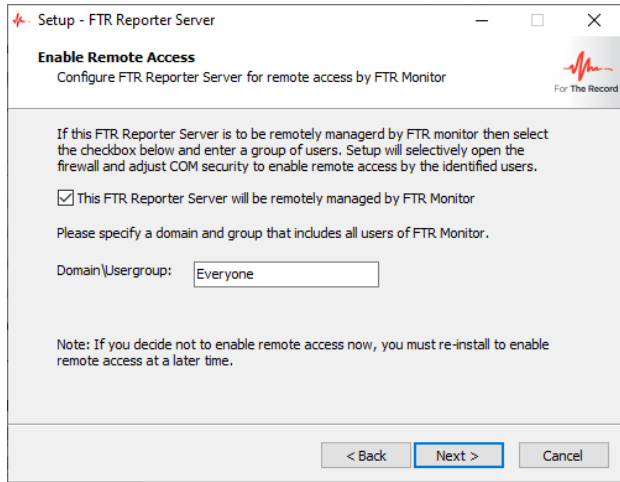 Setup - FTR Reporter Server
Enable Remote Access
Configure FTR Reporter Server for remote access by FTR Monitor
For The Record
If this FTR Reporter Server is to be remotely managerd by FTR monitor then select
the checkbox below and enter a group of users. Setup will selectively open the
firewall and adjust COM security to enable remote access by the identified users.
This FTR Reporter Server will be remotely managed by FTR Monitor
Please specify a domain and group that includes all users of FTR Monitor.
Domain\Usergroup: Everyone
Note: If you decide not to enable remote access now, you must re-install to enable
remote access at a later time.
< Back Next > Cancel